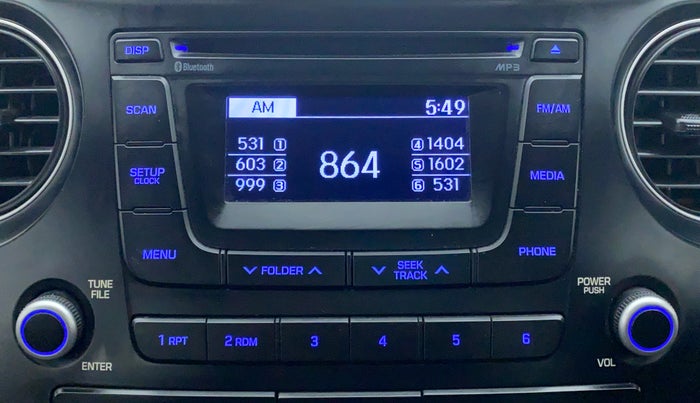 DISP
Bluetooth
MP3
SCAN
AM
5:49
FM/AM
531 1
603 2
999 3
864
4 1404
5 1602
6 531
SETUP
CLOCK
MEDIA
MENU
FOLDER
SEEK
TRACK
PHONE
TUNE
FILE
POWER
PUSH
1 RPT
2 RDM
3
4
5
6
ENTER
VOL